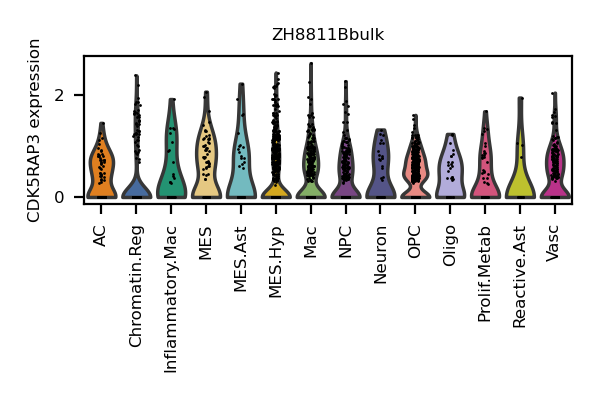 ZH8811Bbulk
CDK5RAP3 expression
2
0
AC
Chromatin.Reg
Inflammatory.Mac
MES
MES.Ast
MES.Hyp
Mac
NPC
Neuron
OPC
Oligo
Prolif.Metab
Reactive.Ast
Vasc